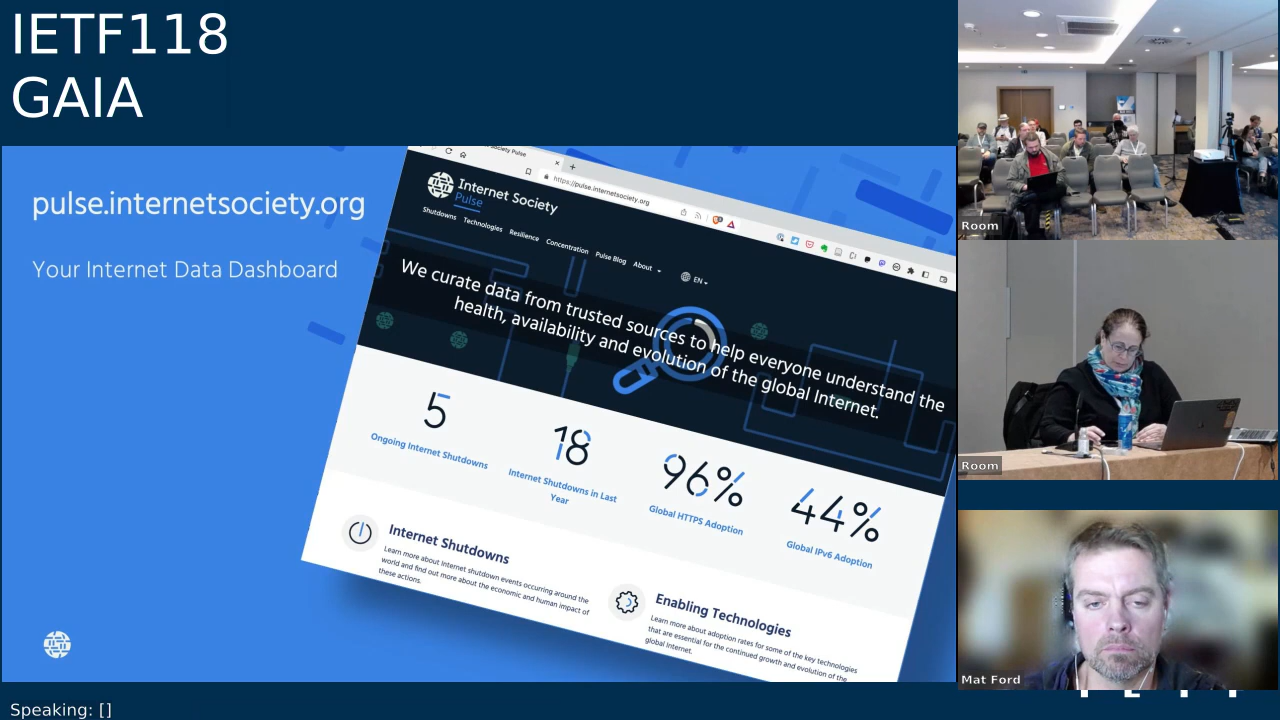 IETF118
GAIA
pulse.internetsociety.org
Your Internet Data Dashboard
https://pulse.internetsociety.org
Internet Society
Pulse
Shutdowns Technologies Resilience Concentration Pulse Blog About EN
We curate data from trusted sources to help everyone understand the
health, availability and evolution of the global Internet.
5
Ongoing Internet Shutdowns
18
Internet Shutdowns in Last
Year
96%
Global HTTPS Adoption
44%
Global IPv6 Adoption
Internet Shutdowns
Learn more about Internet shutdown events occurring around the
world and find out more about the economic and human impact of
these actions.
Enabling Technologies
Learn more about adoption rates for some of the key technologies
that are essential for the continued growth and evolution of the
global Internet.
Room
Room
Mat Ford
Speaking: []